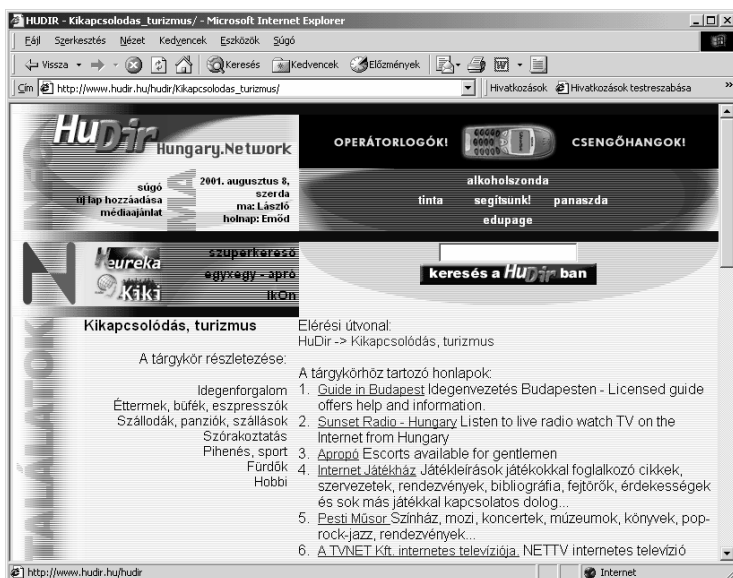 HUDIR - Kikapcsolodas_turizmus/ - Microsoft Internet Explorer
Fájl Szerkesztés Nézet Kedvencek Eszközök Súgó
Vissza Keresés Kedvencek Előzmények
Cím http://www.hudir.hu/hudir/Kikapcsolodas_turizmus/ Hivatkozások Hivatkozások testreszabása »
INFO
HuDir
Hungary.Network
OPERÁTORLOGÓK! CSENGŐHANGOK!
súgó
új lap hozzáadása
médiaajánlat
MA
2001. augusztus 8,
szerda
ma: László
holnap: Emőd
alkoholszonda
tinta segítsünk! panaszda
edupage
N
Heureka
Kiki
szuperkereső
egyxegy - apró
ikOn
keresés a HuDir ban
TALÁLATOK
Kikapcsolódás, turizmus
A tárgykör részletezése:
Idegenforgalom
Éttermek, büfék, eszpresszók
Szállodák, panziók, szállások
Szórakoztatás
Pihenés, sport
Fürdők
Hobbi
Elérési útvonal:
HuDir -> Kikapcsolódás, turizmus
A tárgykörhöz tartozó honlapok:
1. Guide in Budapest Idegenvezetés Budapesten - Licensed guide
offers help and information.
2. Sunset Radio - Hungary Listen to live radio watch TV on the
Internet from Hungary
3. Apropó Escorts available for gentlemen
4. Internet Játékház Játékleírások játékokkal foglalkozó cikkek,
szervezetek, rendezvények, bibliográfia, fejtörők, érdekességek
és sok más játékkal kapcsolatos dolog...
5. Pesti Műsor Színház, mozi, koncertek, múzeumok, könyvek, pop-
rock-jazz, rendezvények...
6. A TVNET Kft. internetes televíziója. NETTV internetes televízió
http://www.hudir.hu/hudir Internet